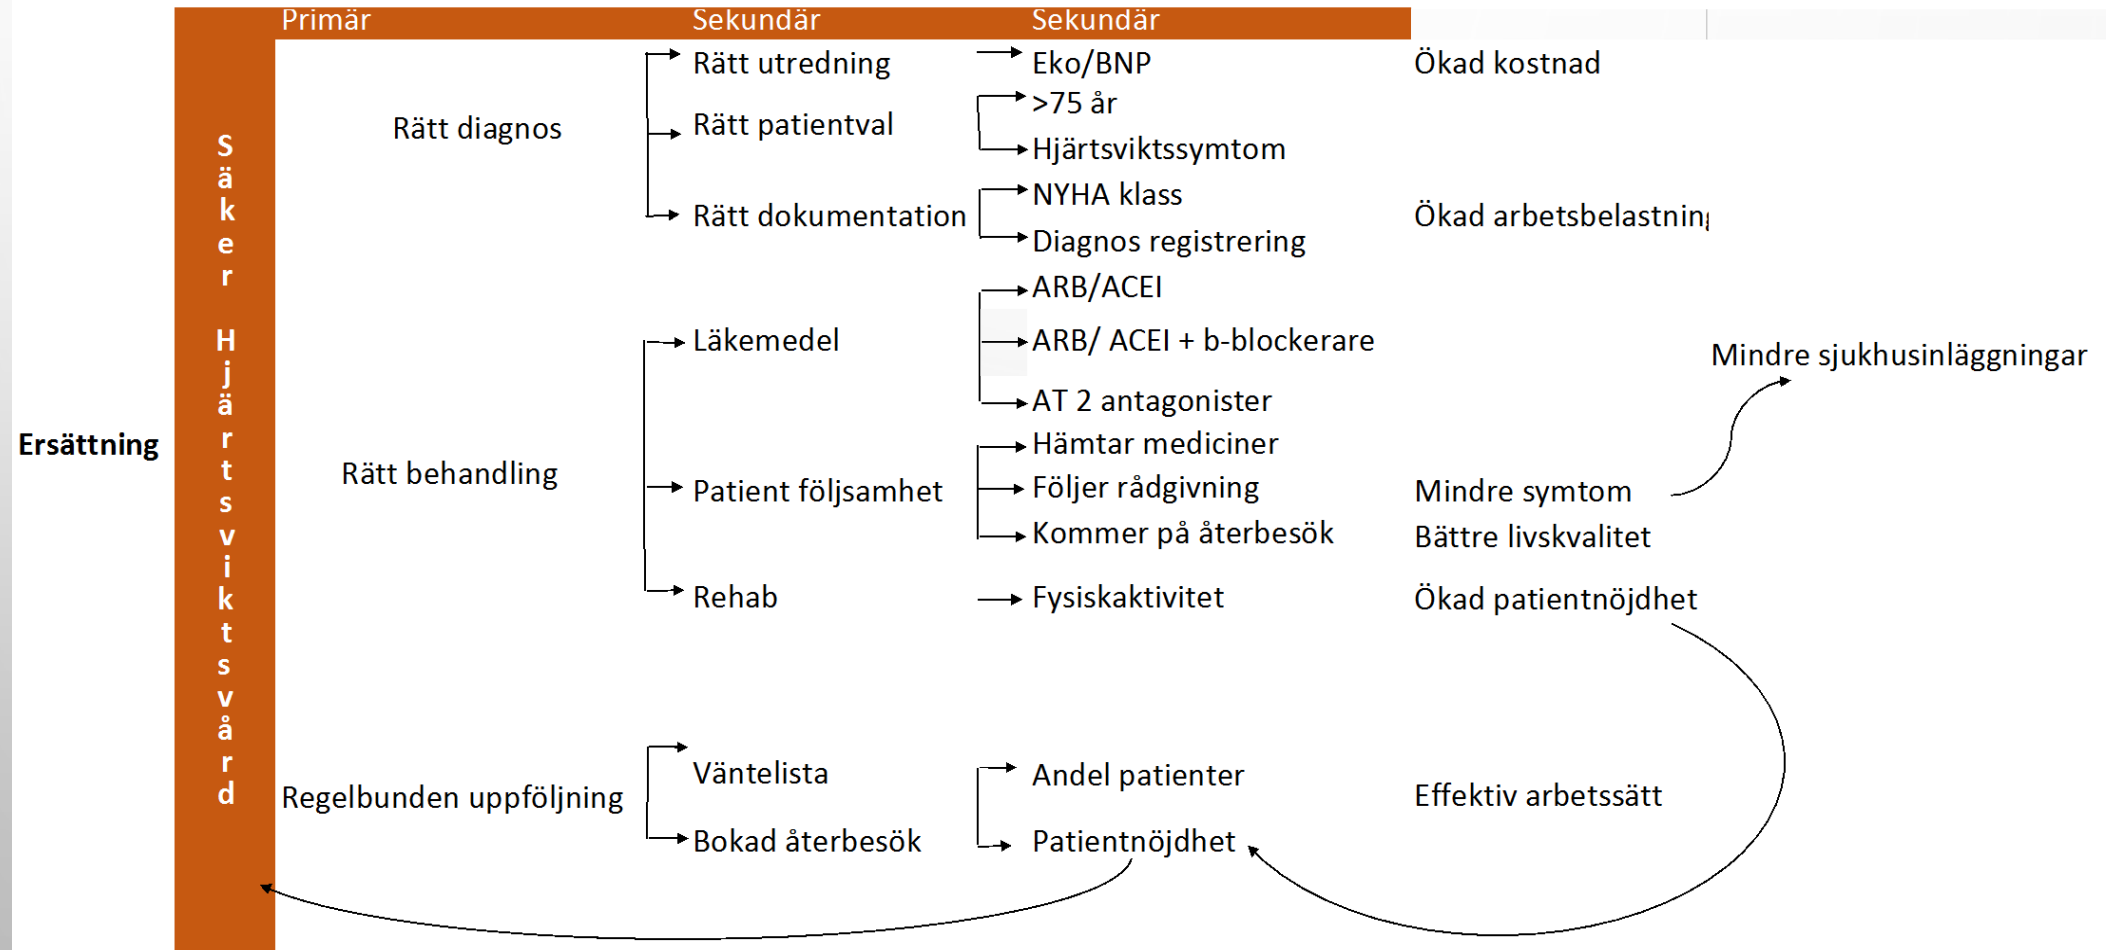 Primär Sekundär Sekundär
Rätt utredning Eko/BNP Ökad kostnad
>75 år
Rätt diagnos Rätt patientval
Hjärtsviktssymtom
NYHA klass
Rätt dokumentation Ökad arbetsbelastning
Diagnos registrering
ARB/ACEI
Läkemedel ARB/ ACEI + b-blockerare
Mindre sjukhusinläggningar
AT 2 antagonister
Ersättning
Säker Hjärtsviktsvård
Hämtar mediciner
Rätt behandling
Patient följsamhet Följer rådgivning Mindre symtom
Kommer på återbesök Bättre livskvalitet
Rehab Fysiskaktivitet Ökad patientnöjdhet
Väntelista Andel patienter
Regelbunden uppföljning Effektiv arbetssätt
Bokad återbesök Patientnöjdhet